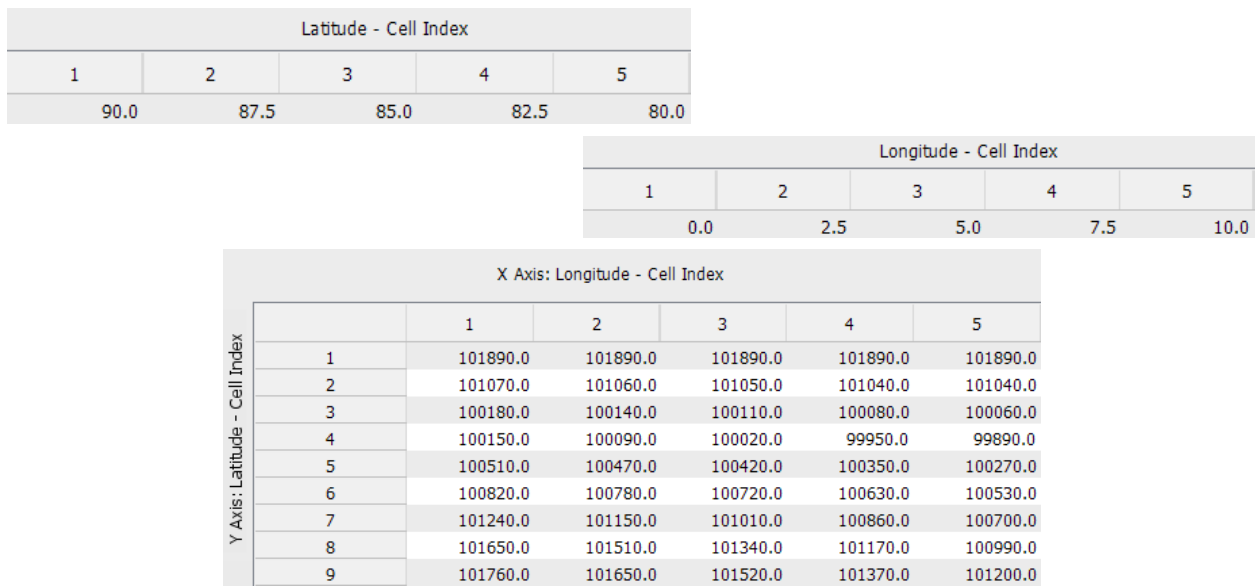 Latitude - Cell Index
1 2 3 4 5
90.0 87.5 85.0 82.5 80.0
Longitude - Cell Index
1 2 3 4 5
0.0 2.5 5.0 7.5 10.0
X Axis: Longitude - Cell Index
Y Axis: Latitude - Cell Index
1 2 3 4 5
1 101890.0 101890.0 101890.0 101890.0 101890.0
2 101070.0 101060.0 101050.0 101040.0 101040.0
3 100180.0 100140.0 100110.0 100080.0 100060.0
4 100150.0 100090.0 100020.0 99950.0 99890.0
5 100510.0 100470.0 100420.0 100350.0 100270.0
6 100820.0 100780.0 100720.0 100630.0 100530.0
7 101240.0 101150.0 101010.0 100860.0 100700.0
8 101650.0 101510.0 101340.0 101170.0 100990.0
9 101760.0 101650.0 101520.0 101370.0 101200.0